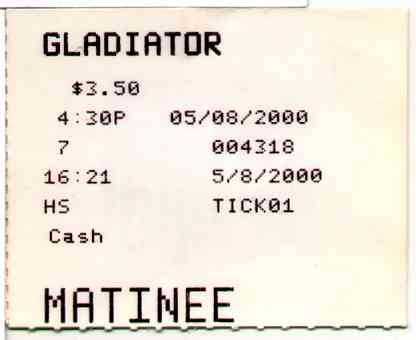 GLADIATOR
$3.50
4:30P 05/08/2000
7 004318
16:21 5/8/2000
HS TICK01
Cash
MATINEE